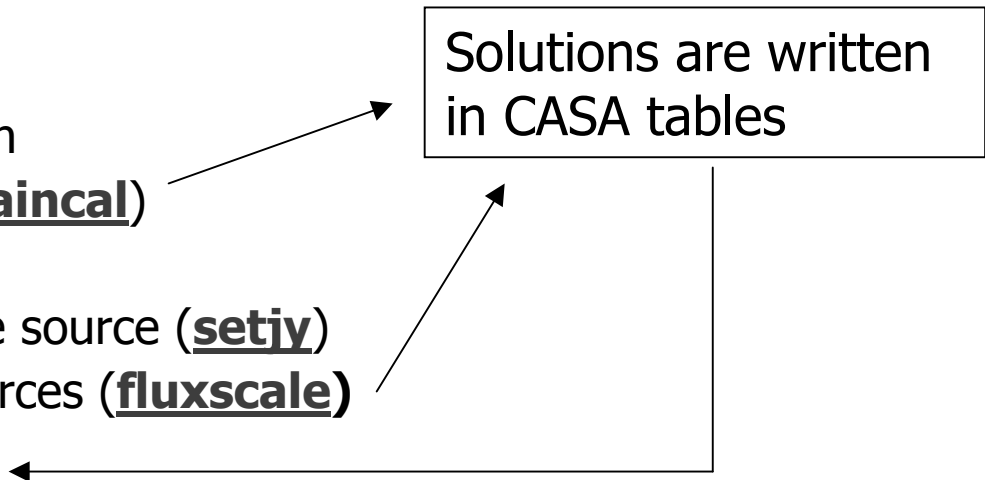 Solutions are written
in CASA tables
n
aincal)
e source (setjy)
rces (fluxscale)